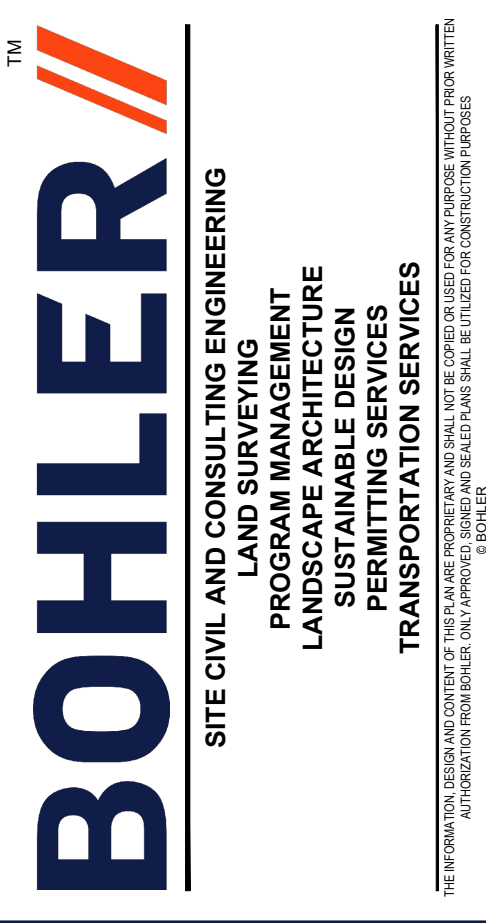 BOHLER// ™
SITE CIVIL AND CONSULTING ENGINEERING
LAND SURVEYING
PROGRAM MANAGEMENT
LANDSCAPE ARCHITECTURE
SUSTAINABLE DESIGN
PERMITTING SERVICES
TRANSPORTATION SERVICES
THE INFORMATION, DESIGN AND CONTENT OF THIS PLAN ARE PROPRIETARY AND SHALL NOT BE COPIED OR USED FOR ANY PURPOSE WITHOUT PRIOR WRITTEN
AUTHORIZATION FROM BOHLER. ONLY APPROVED, SIGNED AND SEALED PLANS SHALL BE UTILIZED FOR CONSTRUCTION PURPOSES
© BOHLER